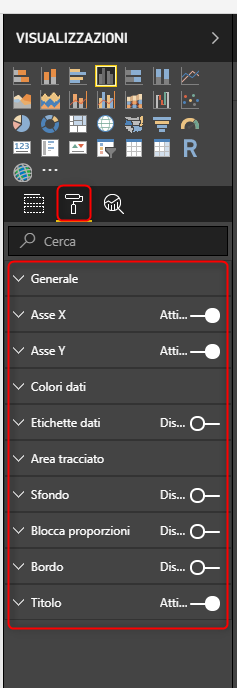 VISUALIZZAZIONI
123
R
Cerca
Generale
Asse X Atti...
Asse Y Atti...
Colori dati
Etichette dati Dis...
Area tracciato
Sfondo Dis...
Blocca proporzioni Dis...
Bordo Dis...
Titolo Atti...